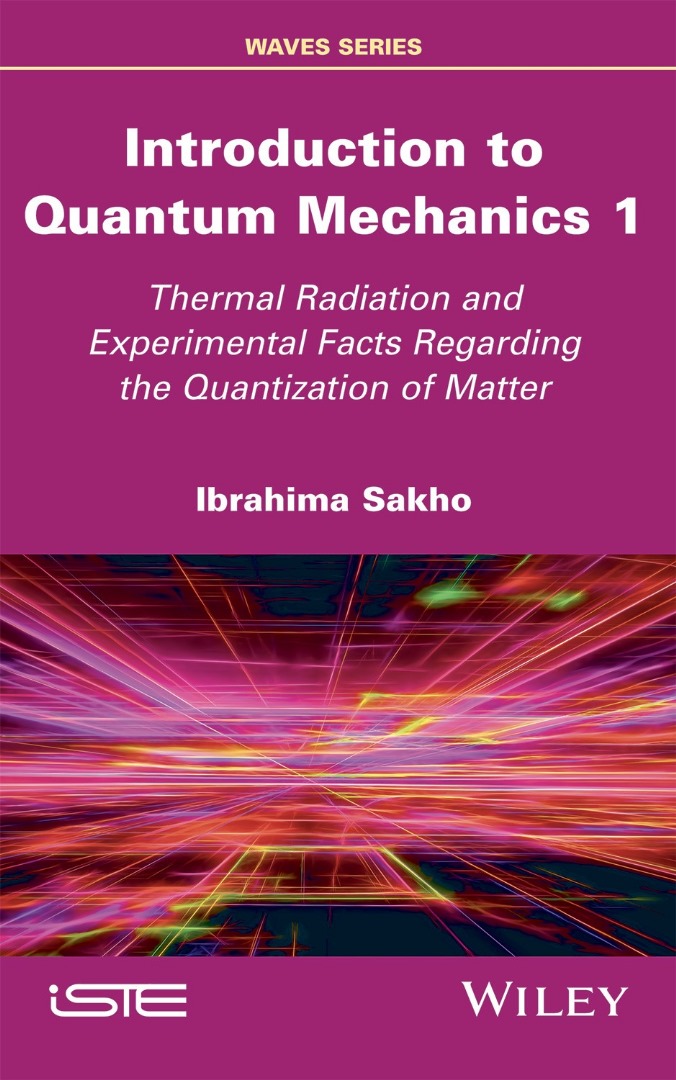 WAVES SERIES
Introduction to
Quantum Mechanics 1
Thermal Radiation and
Experimental Facts Regarding
the Quantization of Matter
Ibrahima Sakho
iSTE
WILEY